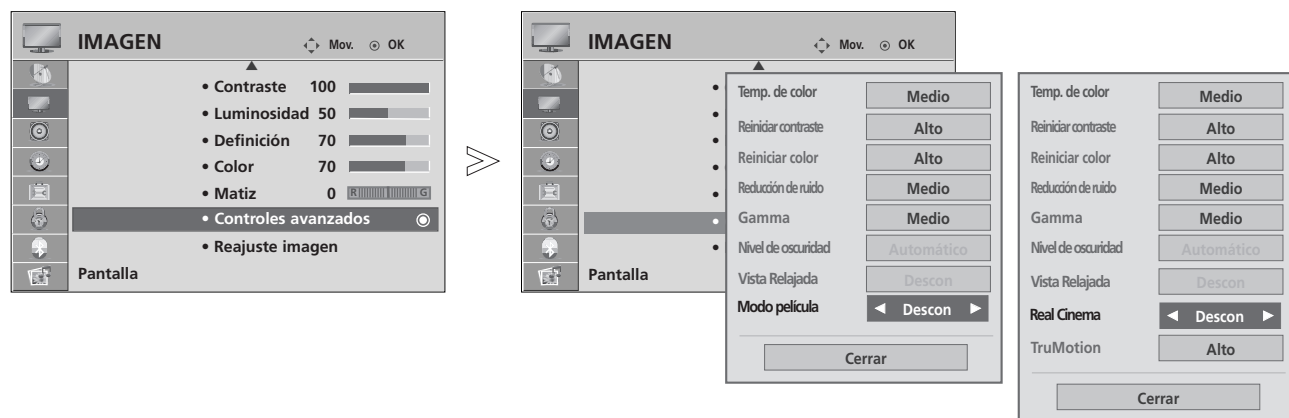 IMAGEN
Mov. OK
• Contraste 100
• Luminosidad 50
• Definición 70
• Color 70
• Matiz 0 R G
• Controles avanzados
• Reajuste imagen
Pantalla
IMAGEN
Mov. OK
Pantalla
Temp. de color Medio
Reiniciar contraste Alto
Reiniciar color Alto
Reducción de ruido Medio
Gamma Medio
Nivel de oscuridad Automático
Vista Relajada Descon
Modo película ◄ Descon ►
Cerrar
Temp. de color Medio
Reiniciar contraste Alto
Reiniciar color Alto
Reducción de ruido Medio
Gamma Medio
Nivel de oscuridad Automático
Vista Relajada Descon
Real Cinema ◄ Descon ►
TruMotion Alto
Cerrar